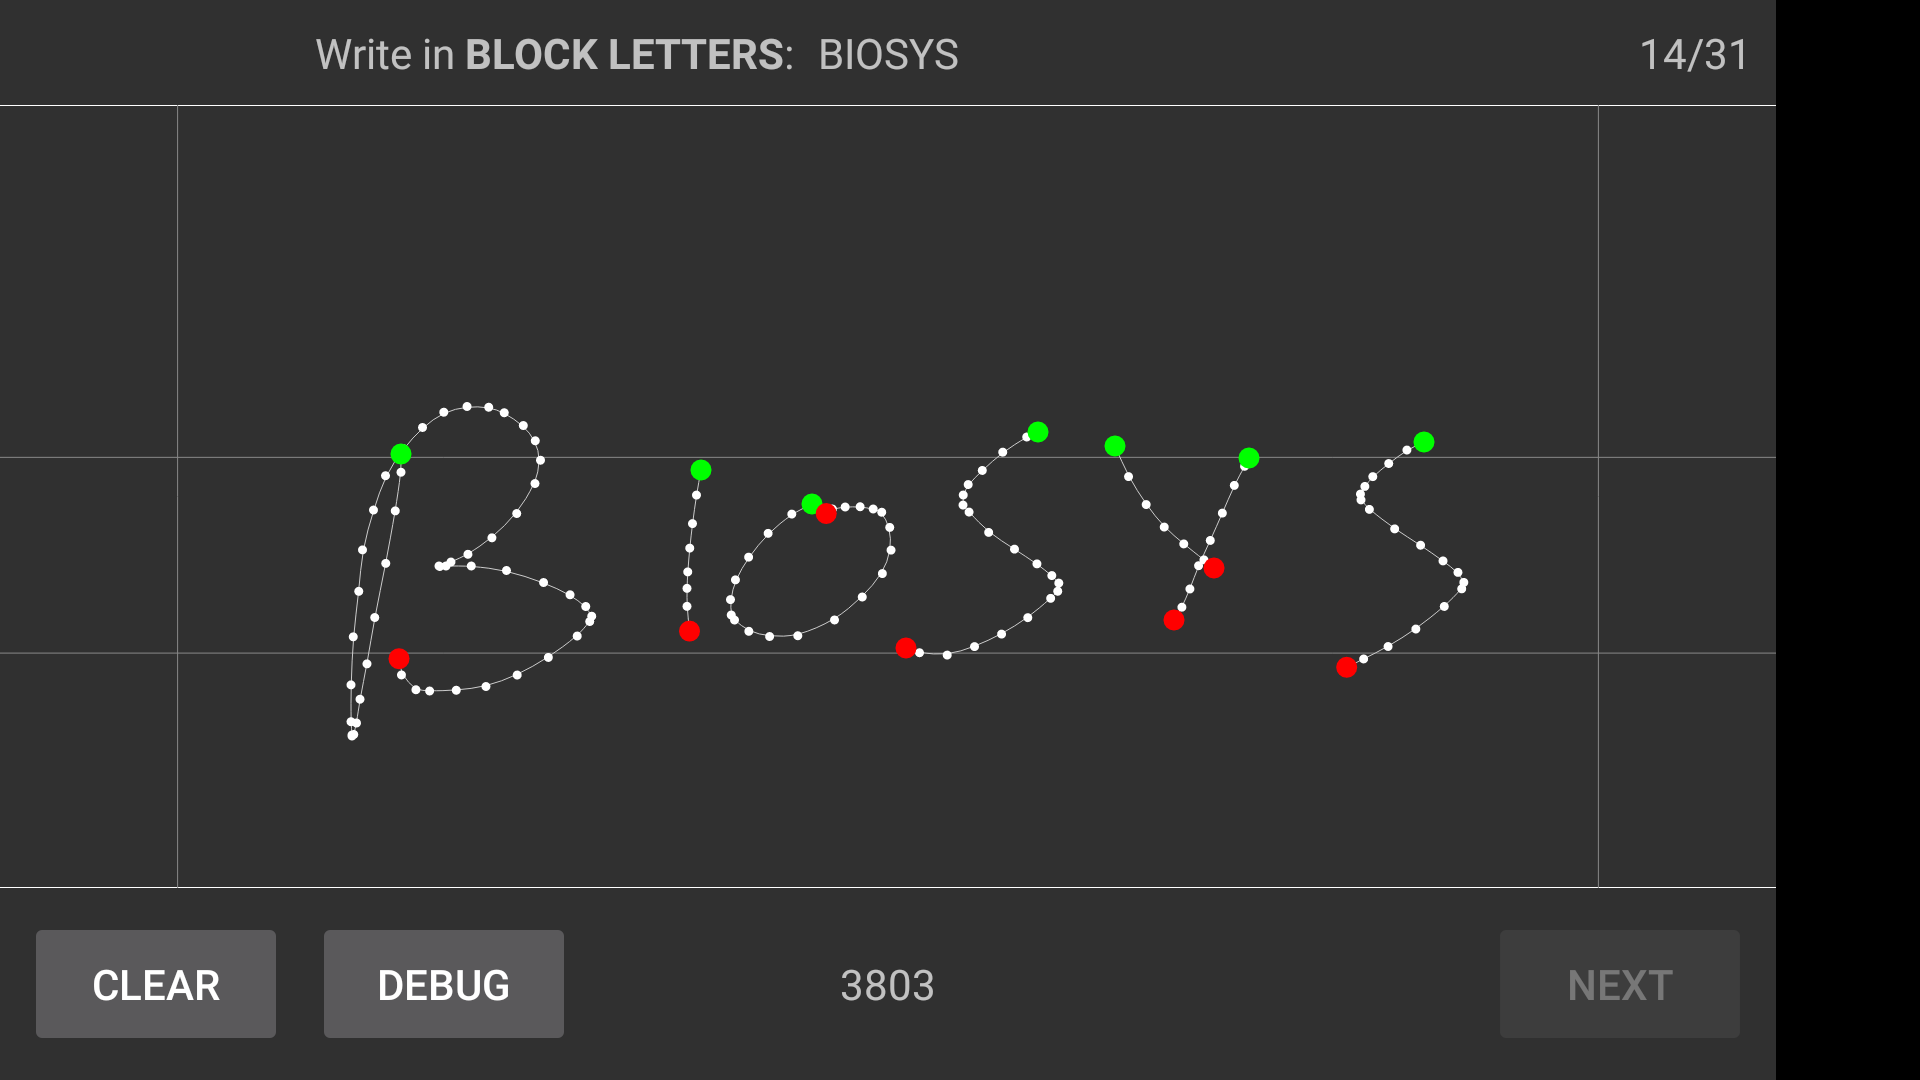 Write in BLOCK LETTERS: BIOSYS 14/31
BIOSYS
CLEAR DEBUG 3803 NEXT